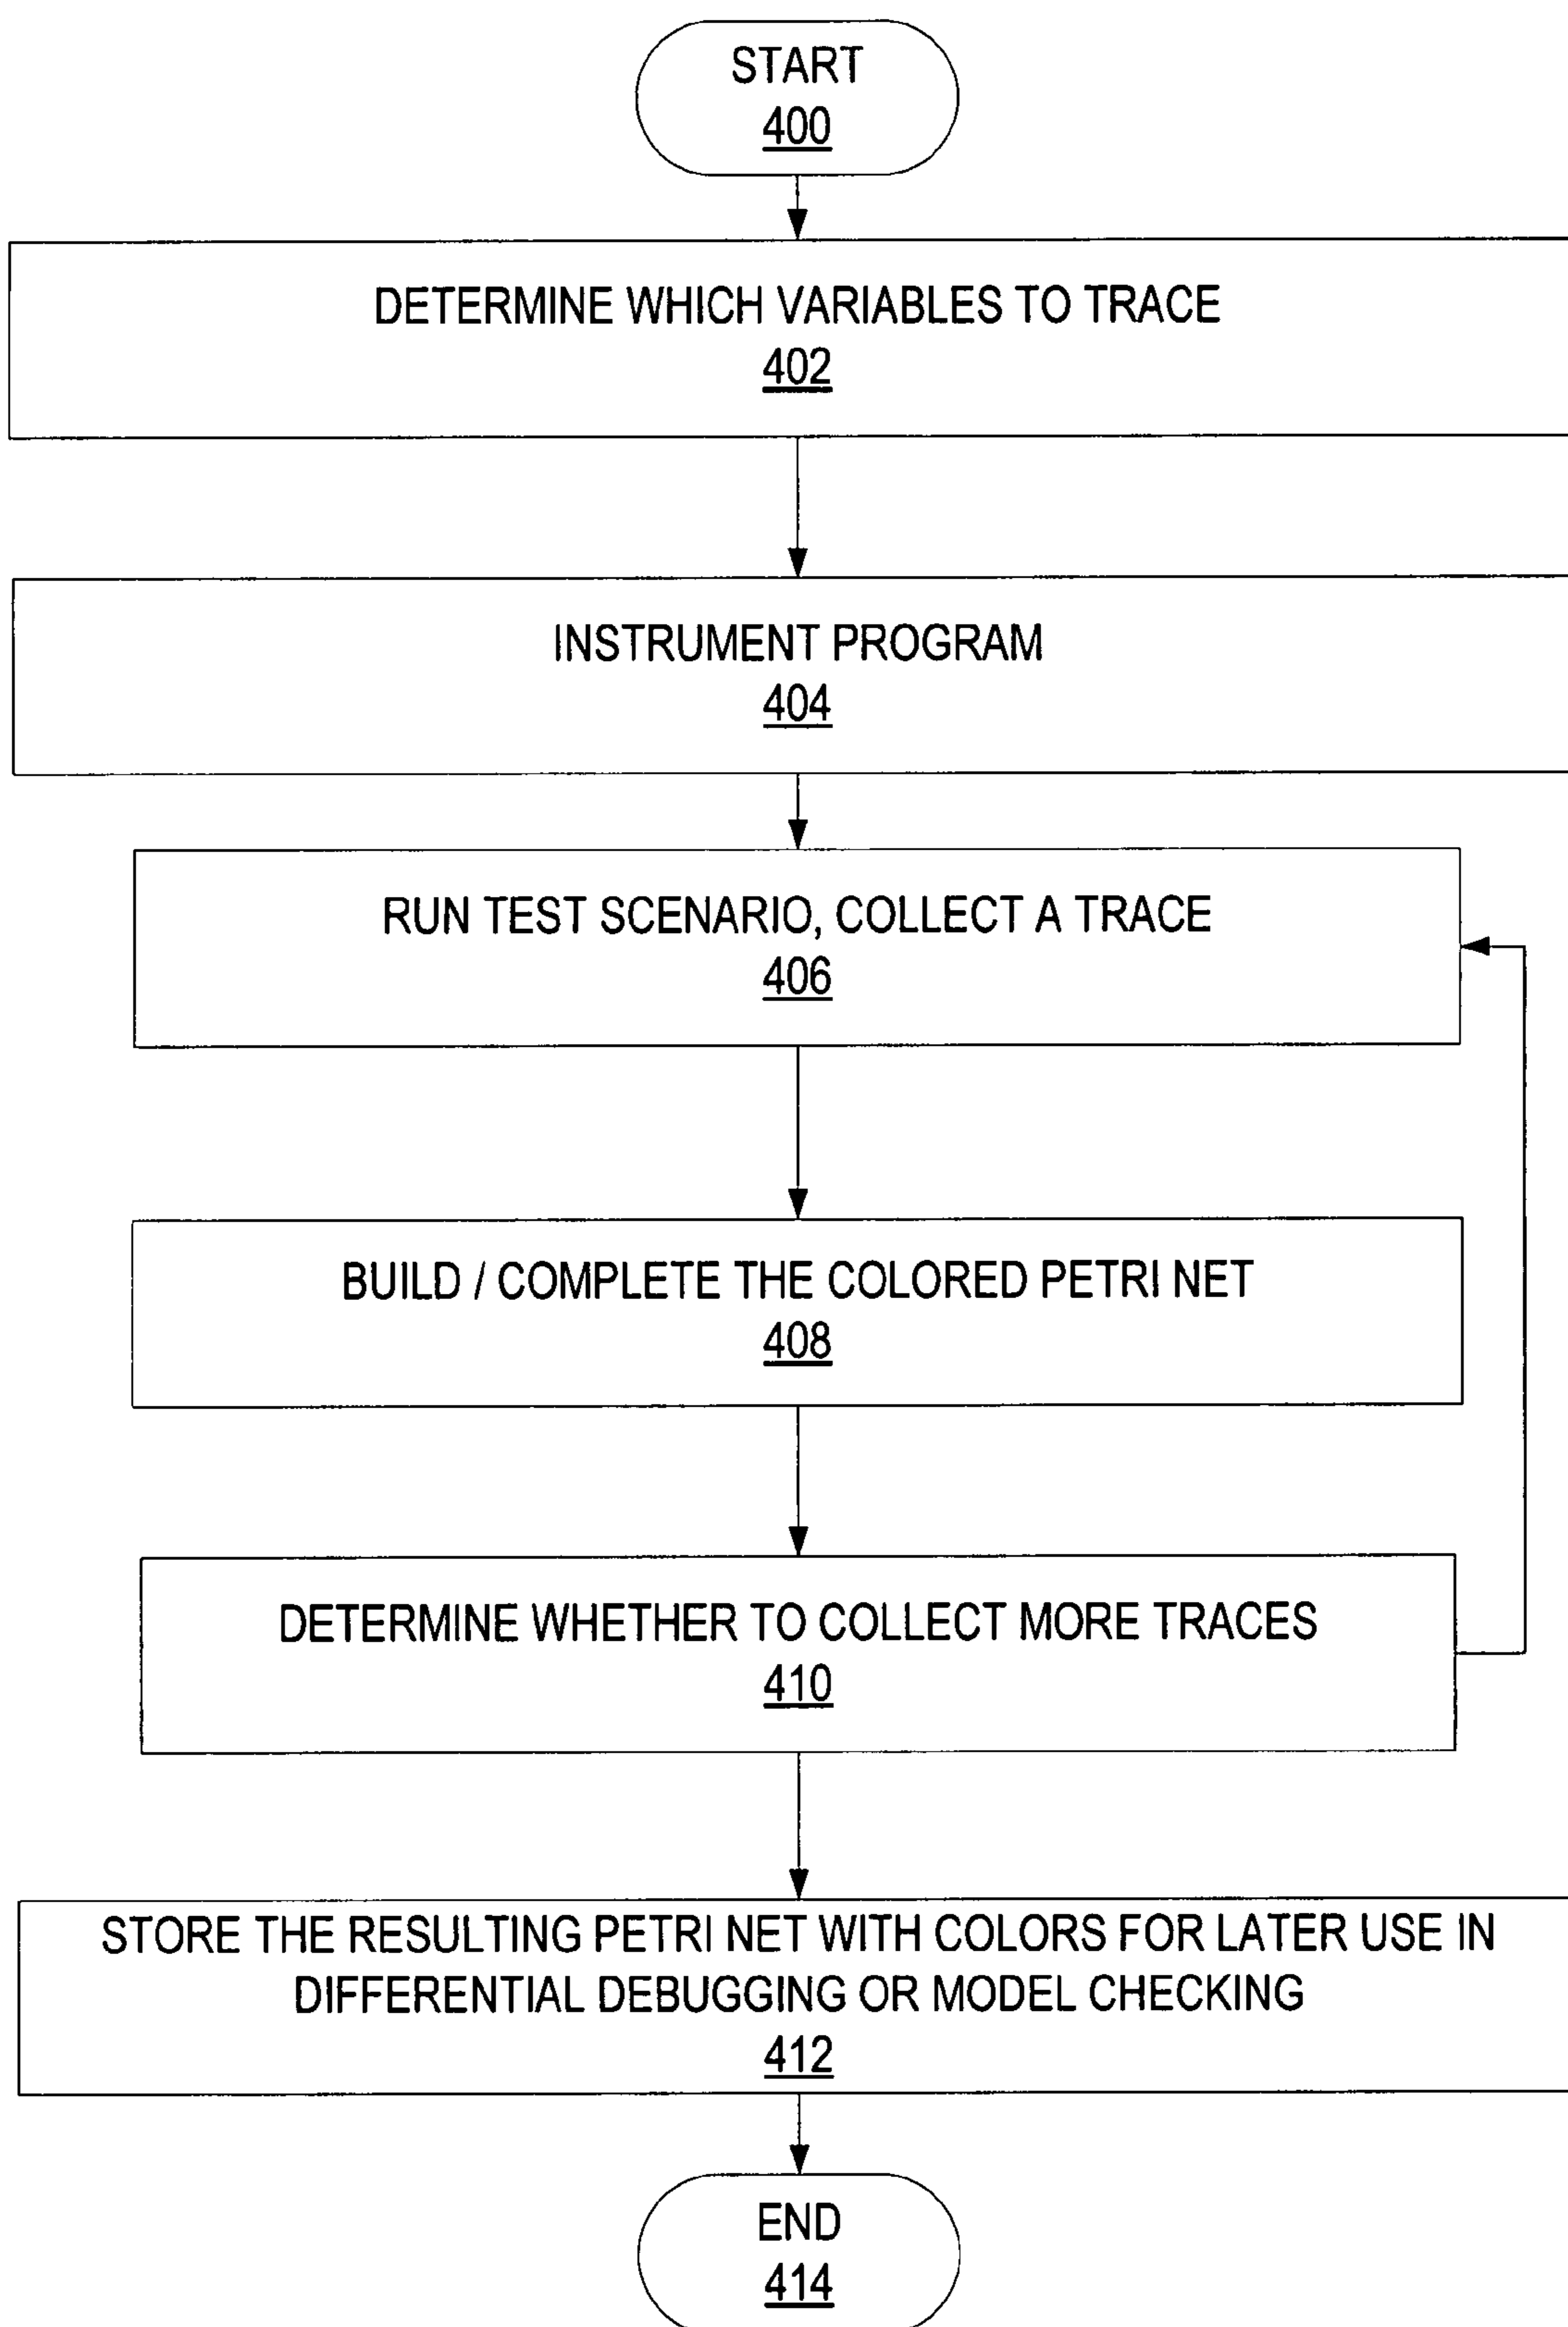 START
400
DETERMINE WHICH VARIABLES TO TRACE
402
INSTRUMENT PROGRAM
404
RUN TEST SCENARIO, COLLECT A TRACE
406
BUILD / COMPLETE THE COLORED PETRI NET
408
DETERMINE WHETHER TO COLLECT MORE TRACES
410
STORE THE RESULTING PETRI NET WITH COLORS FOR LATER USE IN
DIFFERENTIAL DEBUGGING OR MODEL CHECKING
412
END
414